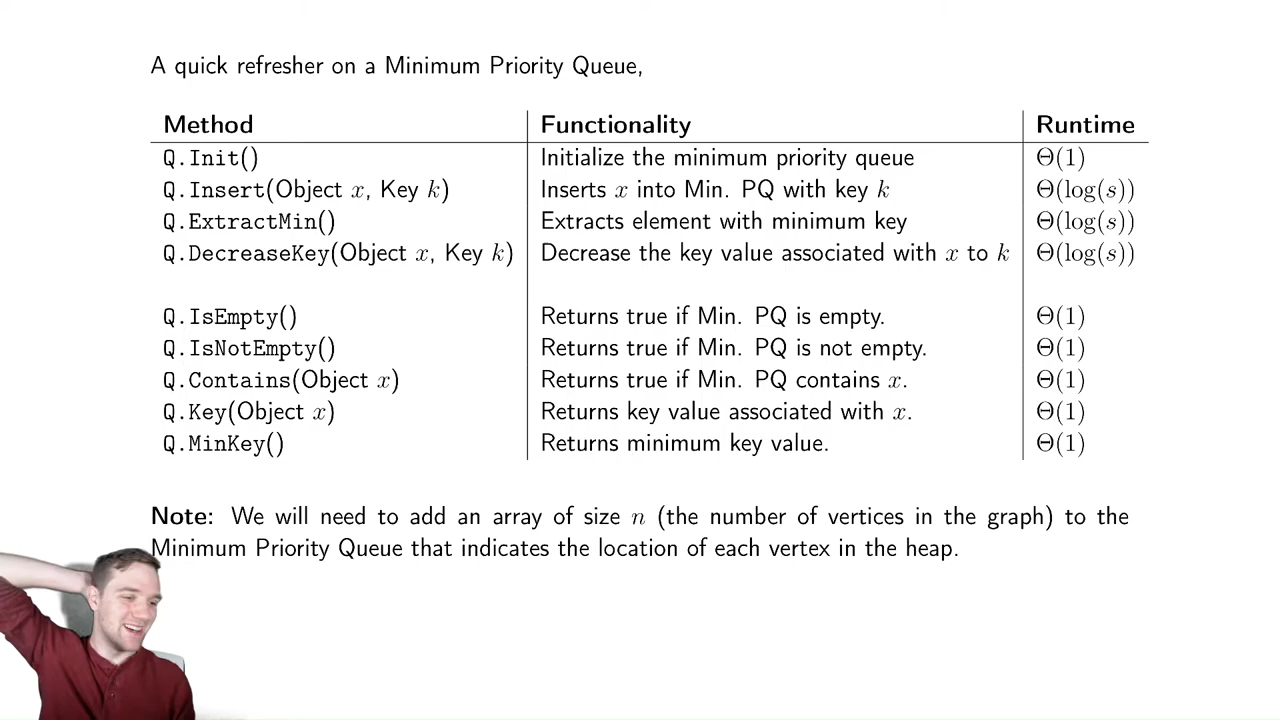 A quick refresher on a Minimum Priority Queue,
Method Functionality Runtime
Q.Init() Initialize the minimum priority queue Θ(1)
Q.Insert(Object x, Key k) Inserts x into Min. PQ with key k Θ(log(s))
Q.ExtractMin() Extracts element with minimum key Θ(log(s))
Q.DecreaseKey(Object x, Key k) Decrease the key value associated with x to k Θ(log(s))
Q.IsEmpty() Returns true if Min. PQ is empty. Θ(1)
Q.IsNotEmpty() Returns true if Min. PQ is not empty. Θ(1)
Q.Contains(Object x) Returns true if Min. PQ contains x. Θ(1)
Q.Key(Object x) Returns key value associated with x. Θ(1)
Q.MinKey() Returns minimum key value. Θ(1)
Note: We will need to add an array of size n (the number of vertices in the graph) to the
Minimum Priority Queue that indicates the location of each vertex in the heap.